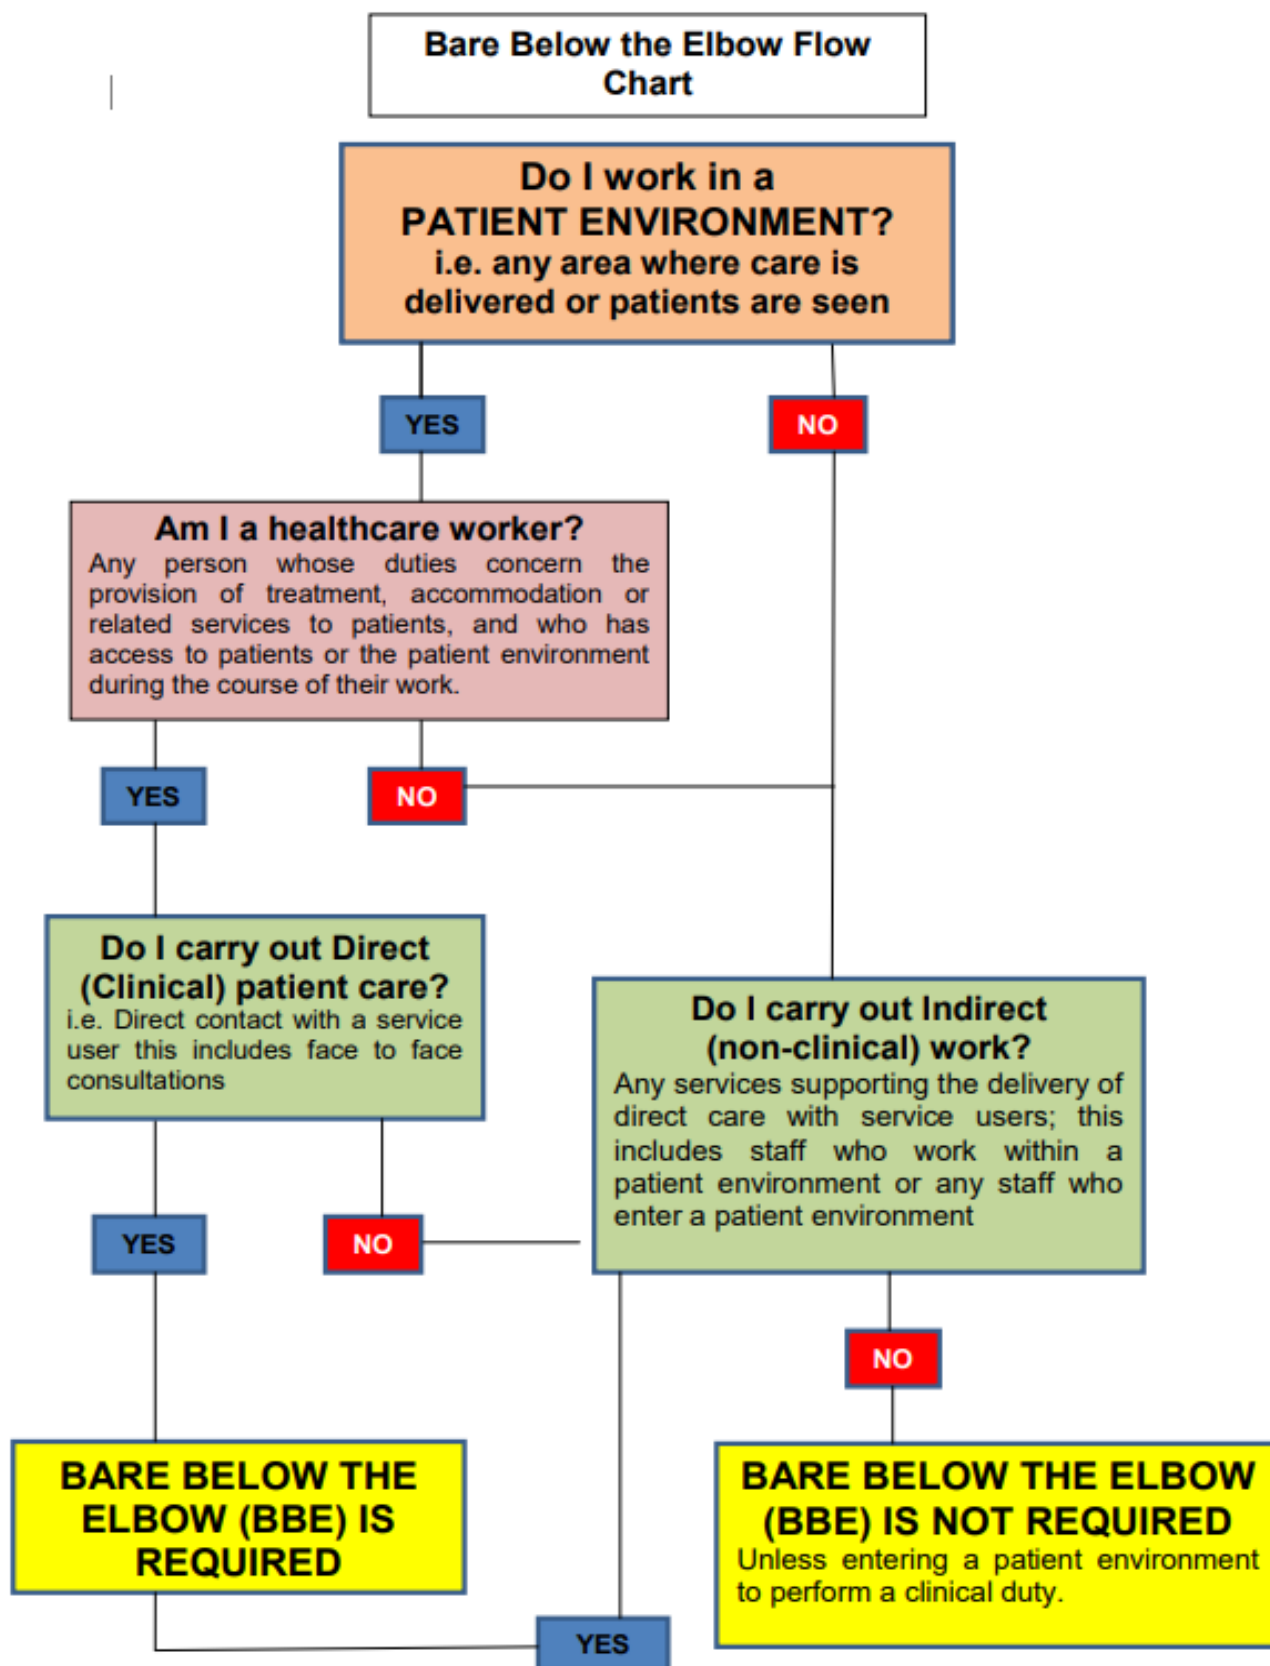 Bare Below the Elbow Flow
Chart
Do I work in a
PATIENT ENVIRONMENT?
i.e. any area where care is
delivered or patients are seen
YES
NO
Am I a healthcare worker?
Any person whose duties concern the
provision of treatment, accommodation or
related services to patients, and who has
access to patients or the patient environment
during the course of their work.
YES
NO
Do I carry out Direct
(Clinical) patient care?
i.e. Direct contact with a service
user this includes face to face
consultations
Do I carry out Indirect
(non-clinical) work?
Any services supporting the delivery of
direct care with service users; this
includes staff who work within a
patient environment or any staff who
enter a patient environment
YES
NO
NO
BARE BELOW THE
ELBOW (BBE) IS
REQUIRED
BARE BELOW THE ELBOW
(BBE) IS NOT REQUIRED
Unless entering a patient environment
to perform a clinical duty.
YES